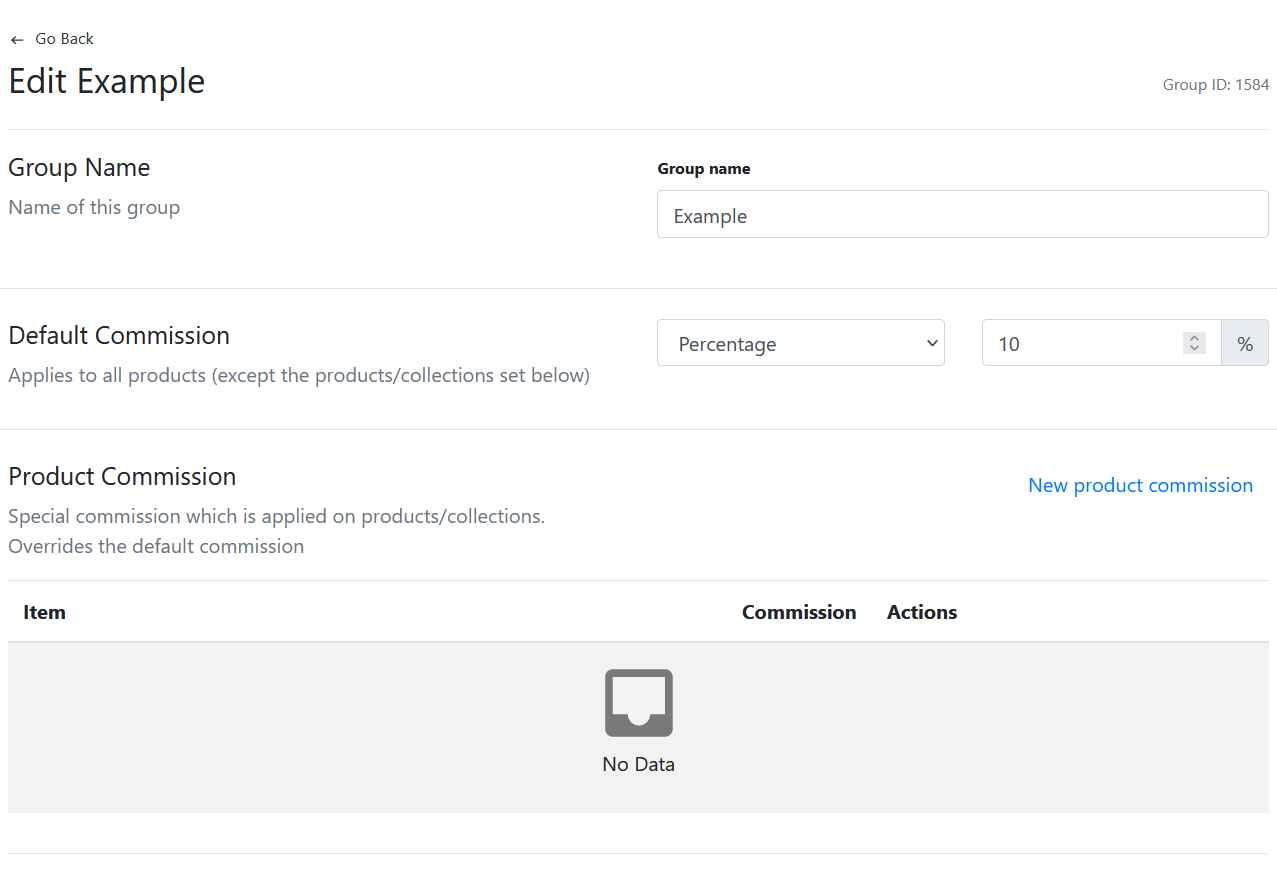 Go Back
Edit Example
Group ID: 1584
Group Name
Name of this group
Group name
Example
Default Commission
Applies to all products (except the products/collections set below)
Percentage
10
%
Product Commission
Special commission which is applied on products/collections.
Overrides the default commission
New product commission
Item Commission Actions
No Data